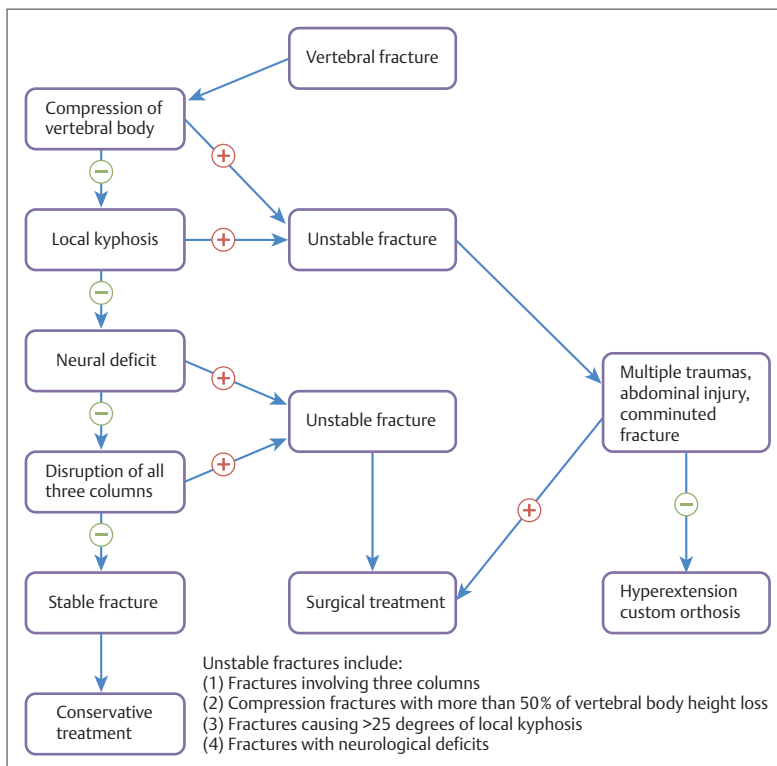 Vertebral fracture
Compression of
vertebral body
+
−
Local kyphosis
+
Unstable fracture
−
Neural deficit
+
Multiple traumas,
abdominal injury,
comminuted
fracture
Unstable fracture
−
Disruption of all
three columns
+
−
+
−
Stable fracture
Surgical treatment
Hyperextension
custom orthosis
Conservative
treatment
Unstable fractures include:
(1) Fractures involving three columns
(2) Compression fractures with more than 50% of vertebral body height loss
(3) Fractures causing >25 degrees of local kyphosis
(4) Fractures with neurological deficits